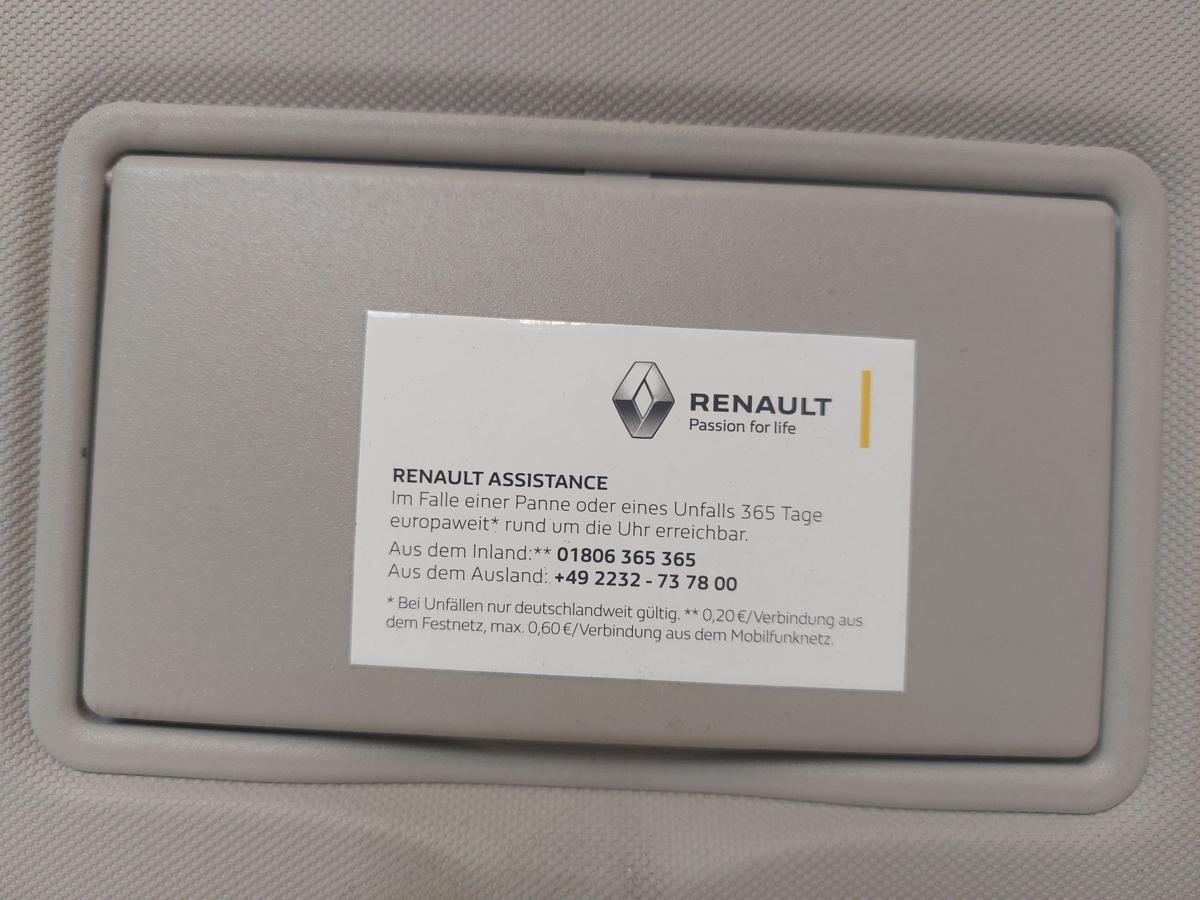 RENAULT
Passion for life
RENAULT ASSISTANCE
Im Falle einer Panne oder eines Unfalls 365 Tage
europaweit* rund um die Uhr erreichbar.
Aus dem Inland:** 01806 365 365
Aus dem Ausland: +49 2232 - 73 78 00
* Bei Unfällen nur deutschlandweit gültig. ** 0,20 €/Verbindung aus
dem Festnetz, max. 0,60 €/Verbindung aus dem Mobilfunknetz.